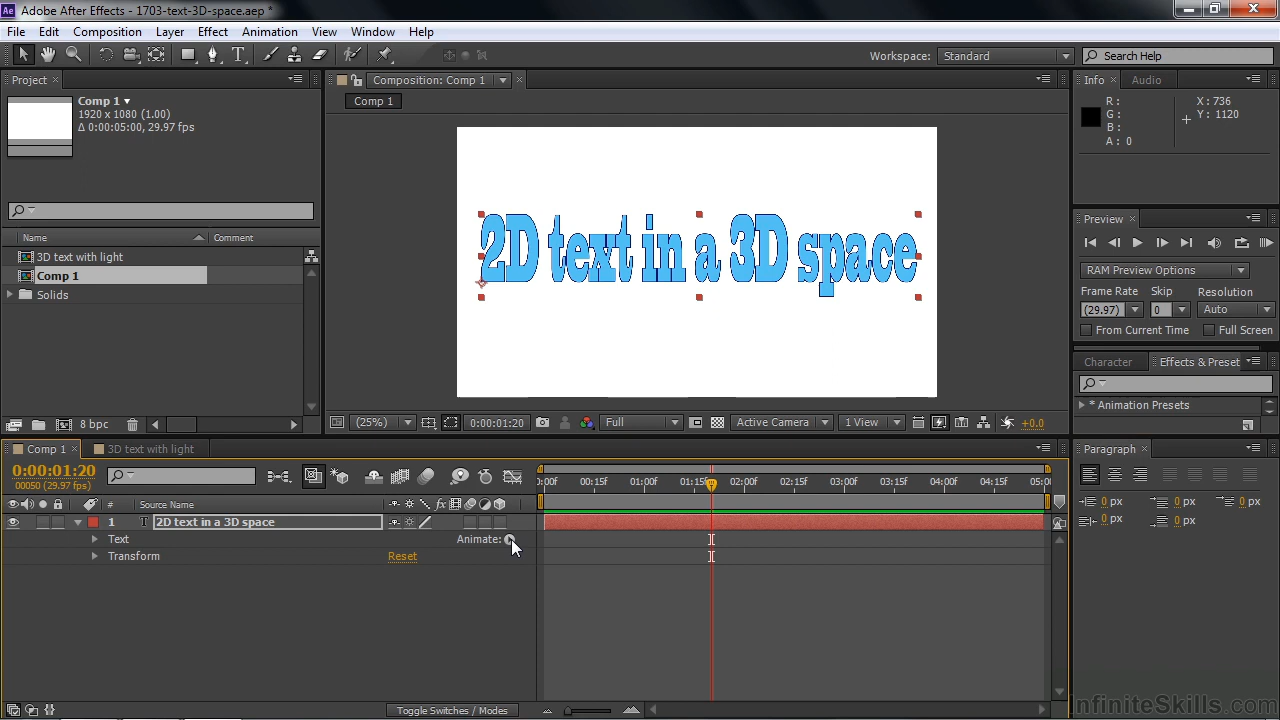 Adobe After Effects - 1703-text-3D-space.aep *
File Edit Composition Layer Effect Animation View Window Help
Workspace: Standard Search Help
Project
Comp 1
1920 x 1080 (1.00)
Δ 0:00:05:00, 29.97 fps
Name Comment
3D text with light
Comp 1
Solids
8 bpc
Composition: Comp 1
Comp 1
2D text in a 3D space
(25%) 0:00:01:20 Full Active Camera 1 View +0.0
Info Audio
R :
G :
B :
A : 0
X : 736
Y : 1120
Preview
RAM Preview Options
Frame Rate Skip Resolution
(29.97) 0 Auto
From Current Time Full Screen
Character Effects & Preset
* Animation Presets
Comp 1 3D text with light
0:00:01:20
00050 (29.97 fps)
# Source Name
1 T 2D text in a 3D space
Text Animate:
Transform Reset
Toggle Switches / Modes
:00f 00:15f 01:00f 01:15f 02:00f 02:15f 03:00f 03:15f 04:00f 04:15f 05:00
Paragraph
0 px 0 px 0 px
0 px 0 px
InfiniteSkills.com